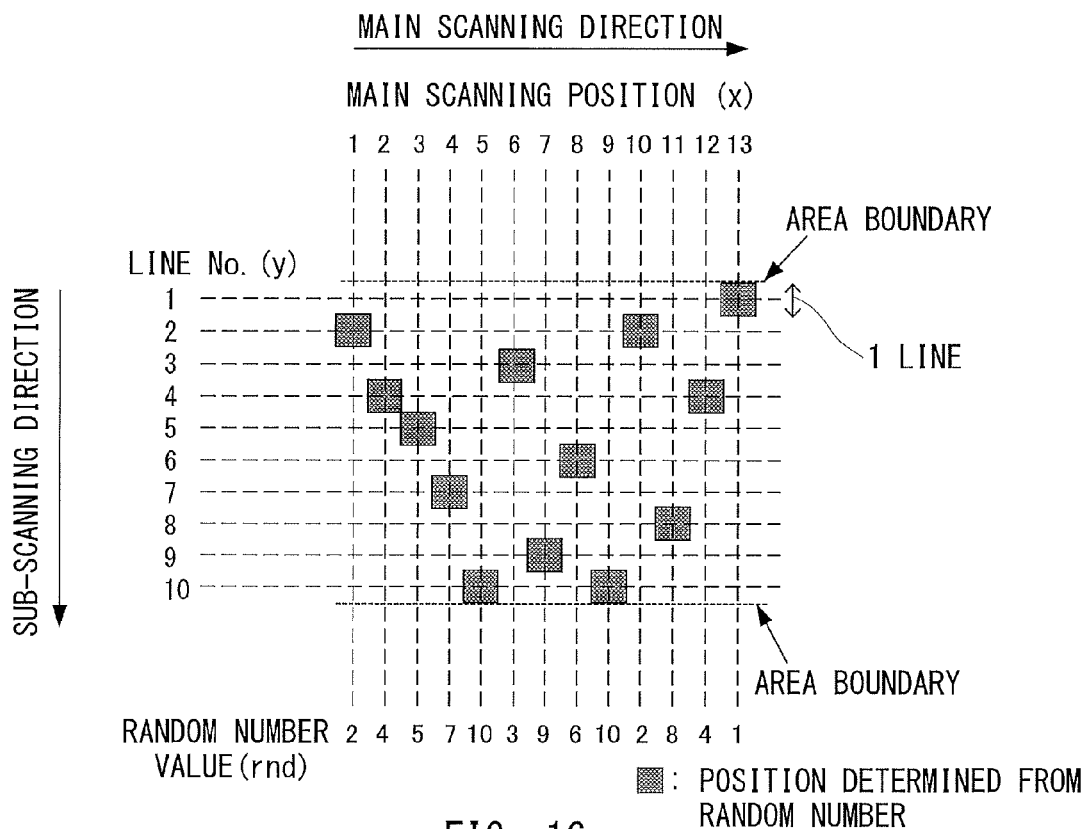 MAIN SCANNING DIRECTION
MAIN SCANNING POSITION (x)
1 2 3 4 5 6 7 8 9 10 11 12 13
AREA BOUNDARY
LINE No. (y)
SUB-SCANNING DIRECTION
1
2
3
4
5
6
7
8
9
10
1 LINE
AREA BOUNDARY
RANDOM NUMBER 2 4 5 7 10 3 9 6 10 2 8 4 1
VALUE(rnd)
: POSITION DETERMINED FROM
RANDOM NUMBER